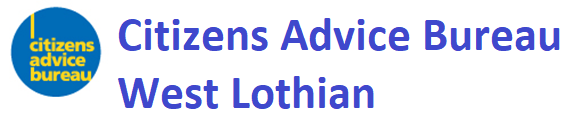 citizens
advice
bureau
Citizens Advice Bureau
West Lothian